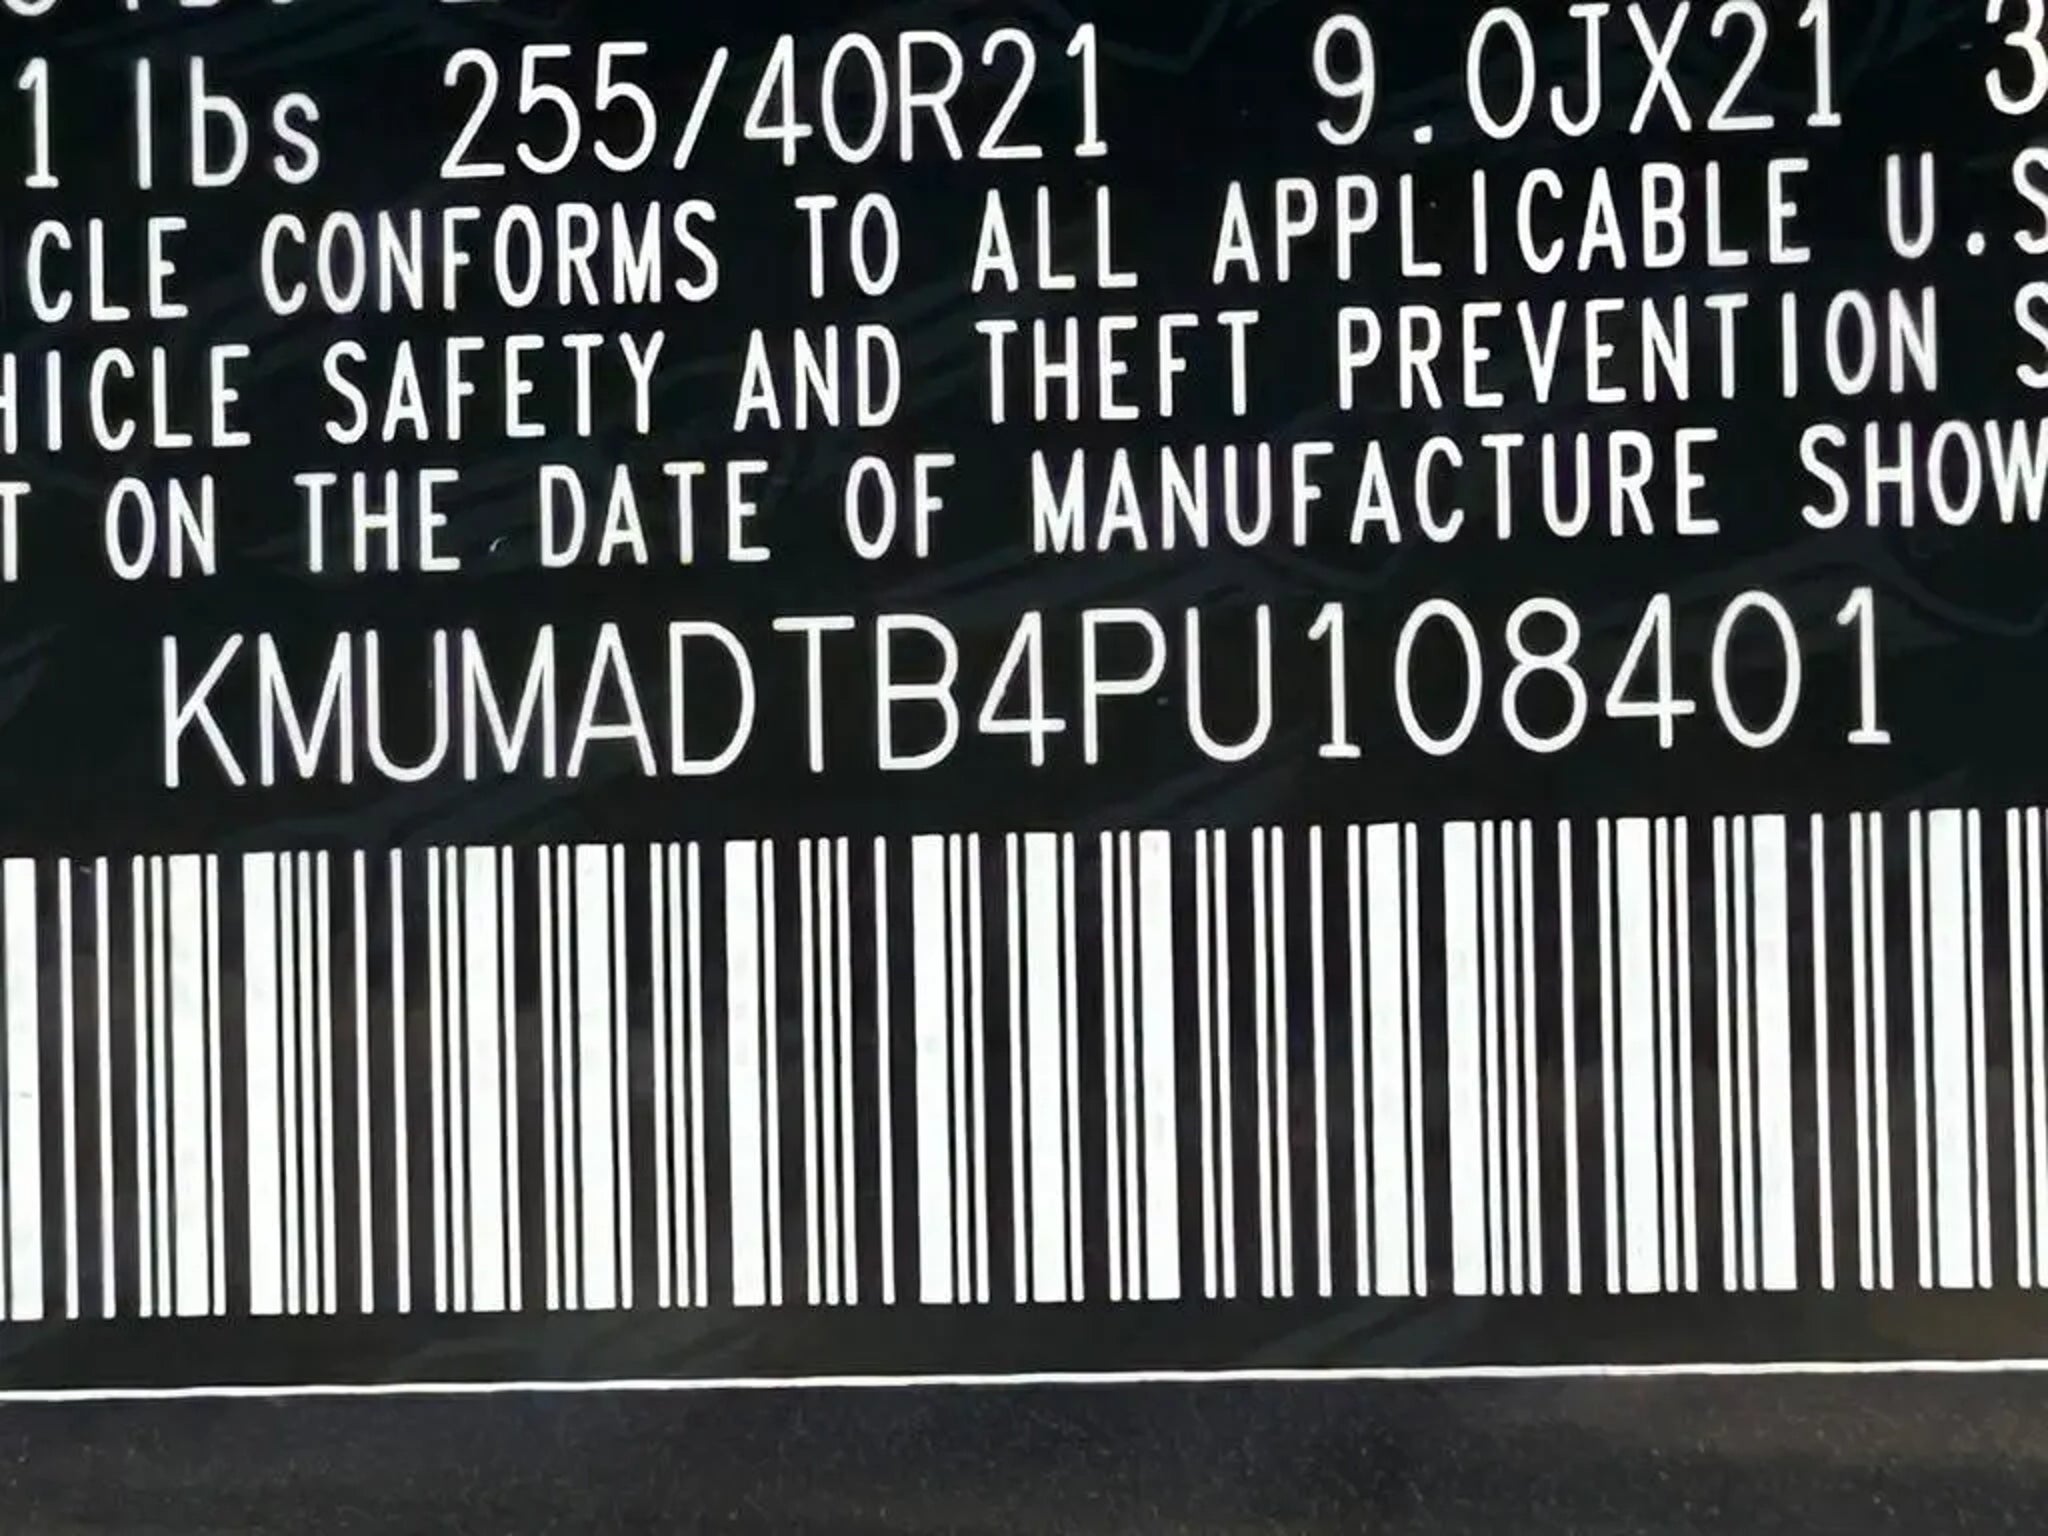 1 lbs 255/40R21 9.0JX21 3
CLE CONFORMS TO ALL APPLICABLE U.S
HICLE SAFETY AND THEFT PREVENTION S
T ON THE DATE OF MANUFACTURE SHOW
KMUMADTB4PU108401